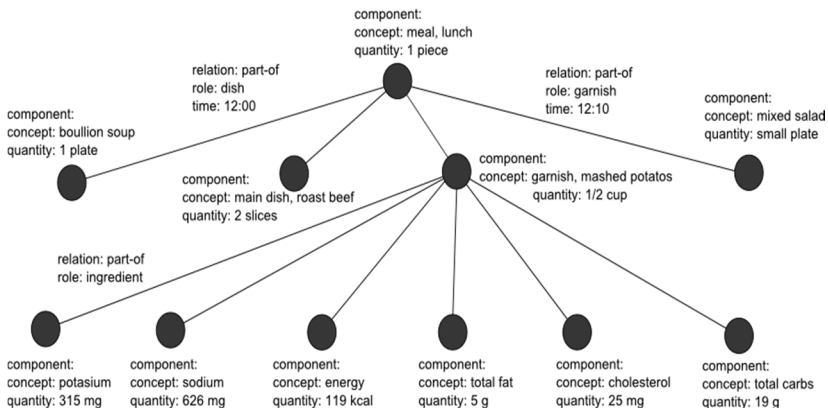 component:
concept: meal, lunch
quantity: 1 piece
relation: part-of
role: dish
time: 12:00
relation: part-of
role: garnish
time: 12:10
component:
concept: boullion soup
quantity: 1 plate
component:
concept: mixed salad
quantity: small plate
component:
concept: main dish, roast beef
quantity: 2 slices
component:
concept: garnish, mashed potatos
quantity: 1/2 cup
relation: part-of
role: ingredient
component:
concept: potasium
quantity: 315 mg
component:
concept: sodium
quantity: 626 mg
component:
concept: energy
quantity: 119 kcal
component:
concept: total fat
quantity: 5 g
component:
concept: cholesterol
quantity: 25 mg
component:
concept: total carbs
quantity: 19 g